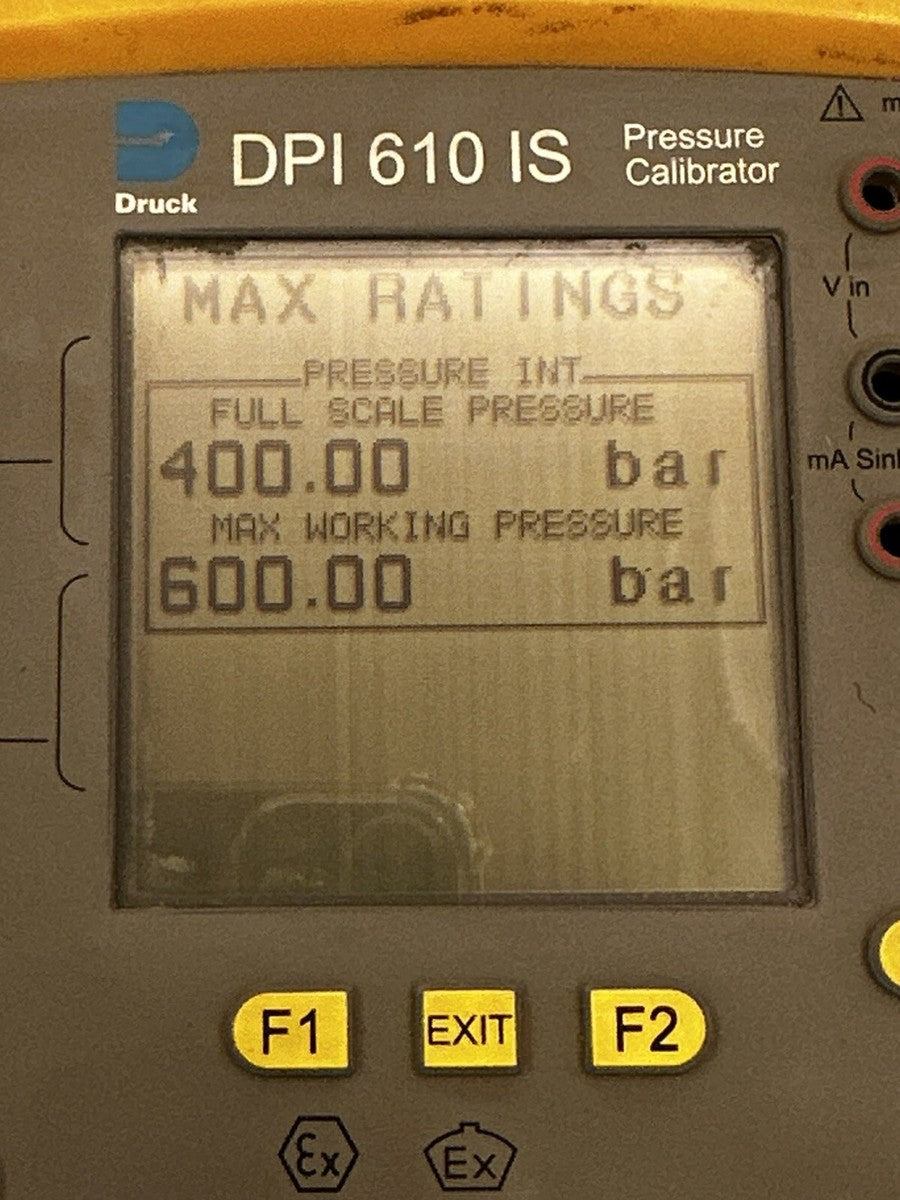 Druck
DPI 610 IS
Pressure
Calibrator
MAX RATINGS
PRESSURE INT
FULL SCALE PRESSURE
400.00 bar
MAX WORKING PRESSURE
600.00 bar
V in
mA Sink
F1
EXIT
F2
Ex
Ex